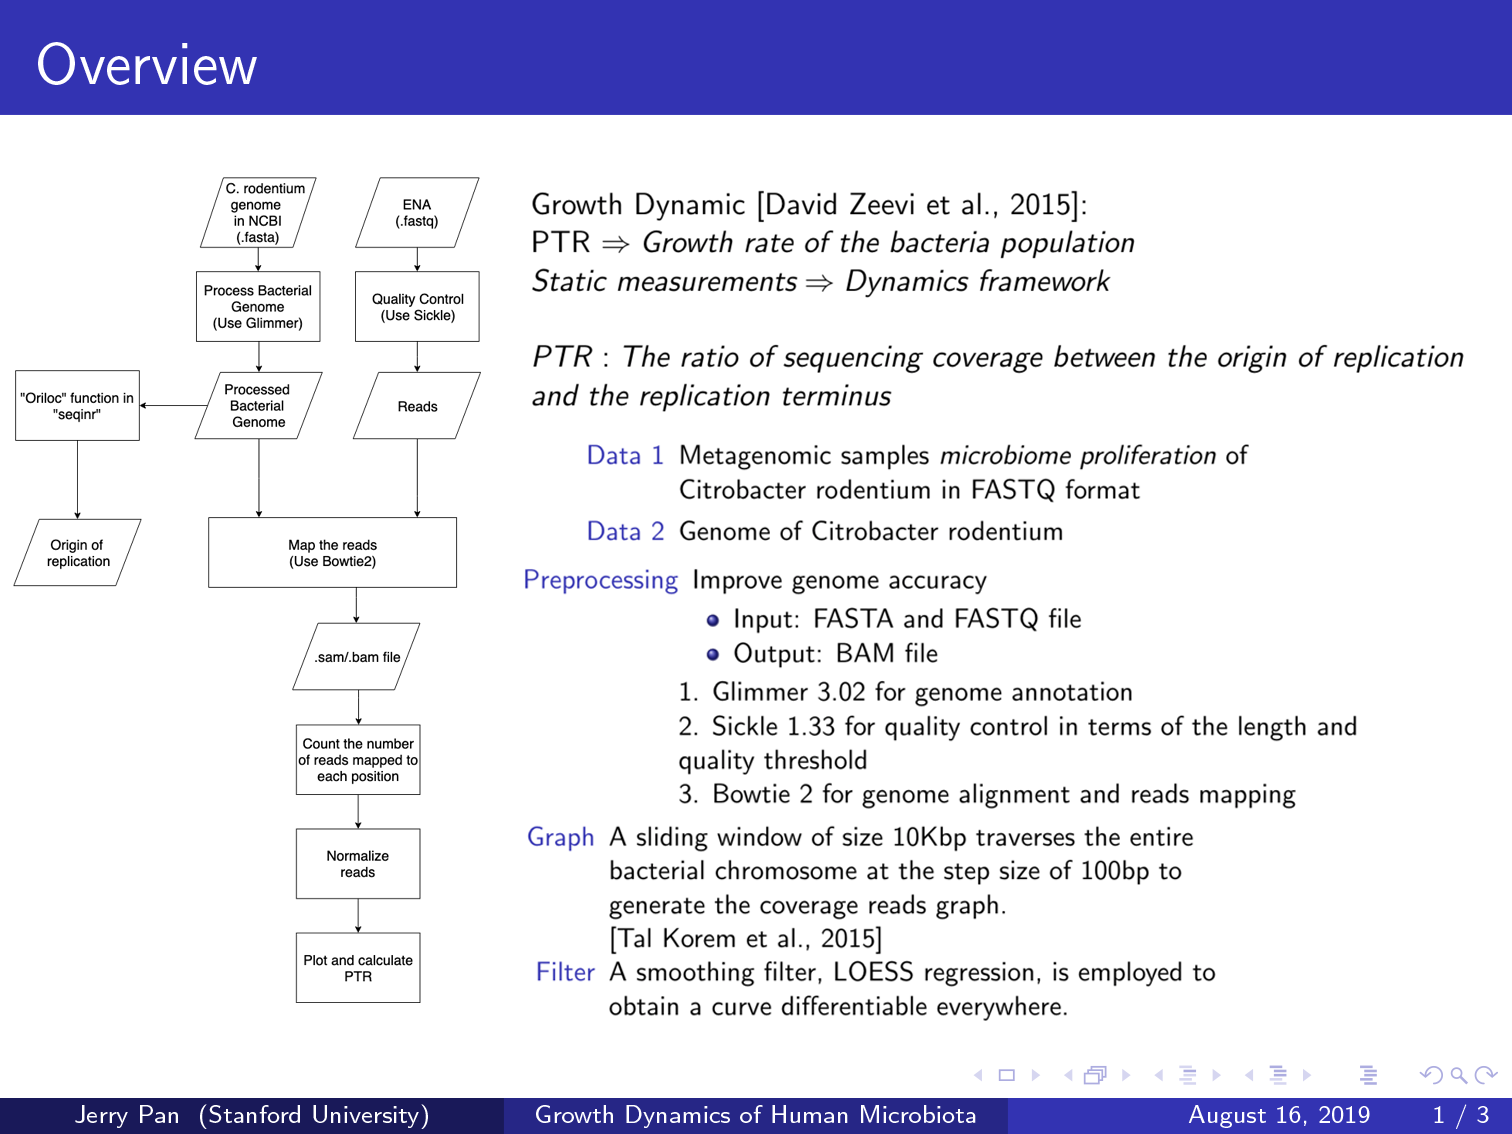 Overview
C. rodentium
genome
in NCBI
(.fasta)
ENA
(.fastq)
Process Bacterial
Genome
(Use Glimmer)
Quality Control
(Use Sickle)
"Oriloc" function in
"seqinr"
Processed
Bacterial
Genome
Reads
Origin of
replication
Map the reads
(Use Bowtie2)
.sam/.bam file
Count the number
of reads mapped to
each position
Normalize
reads
Plot and calculate
PTR
Growth Dynamic [David Zeevi et al., 2015]:
PTR ⇒ Growth rate of the bacteria population
Static measurements ⇒ Dynamics framework
PTR : The ratio of sequencing coverage between the origin of replication
and the replication terminus
Data 1 Metagenomic samples microbiome proliferation of
Citrobacter rodentium in FASTQ format
Data 2 Genome of Citrobacter rodentium
Preprocessing Improve genome accuracy
• Input: FASTA and FASTQ file
• Output: BAM file
1. Glimmer 3.02 for genome annotation
2. Sickle 1.33 for quality control in terms of the length and
quality threshold
3. Bowtie 2 for genome alignment and reads mapping
Graph A sliding window of size 10Kbp traverses the entire
bacterial chromosome at the step size of 100bp to
generate the coverage reads graph.
[Tal Korem et al., 2015]
Filter A smoothing filter, LOESS regression, is employed to
obtain a curve differentiable everywhere.
Jerry Pan (Stanford University)
Growth Dynamics of Human Microbiota
August 16, 2019
1 / 3